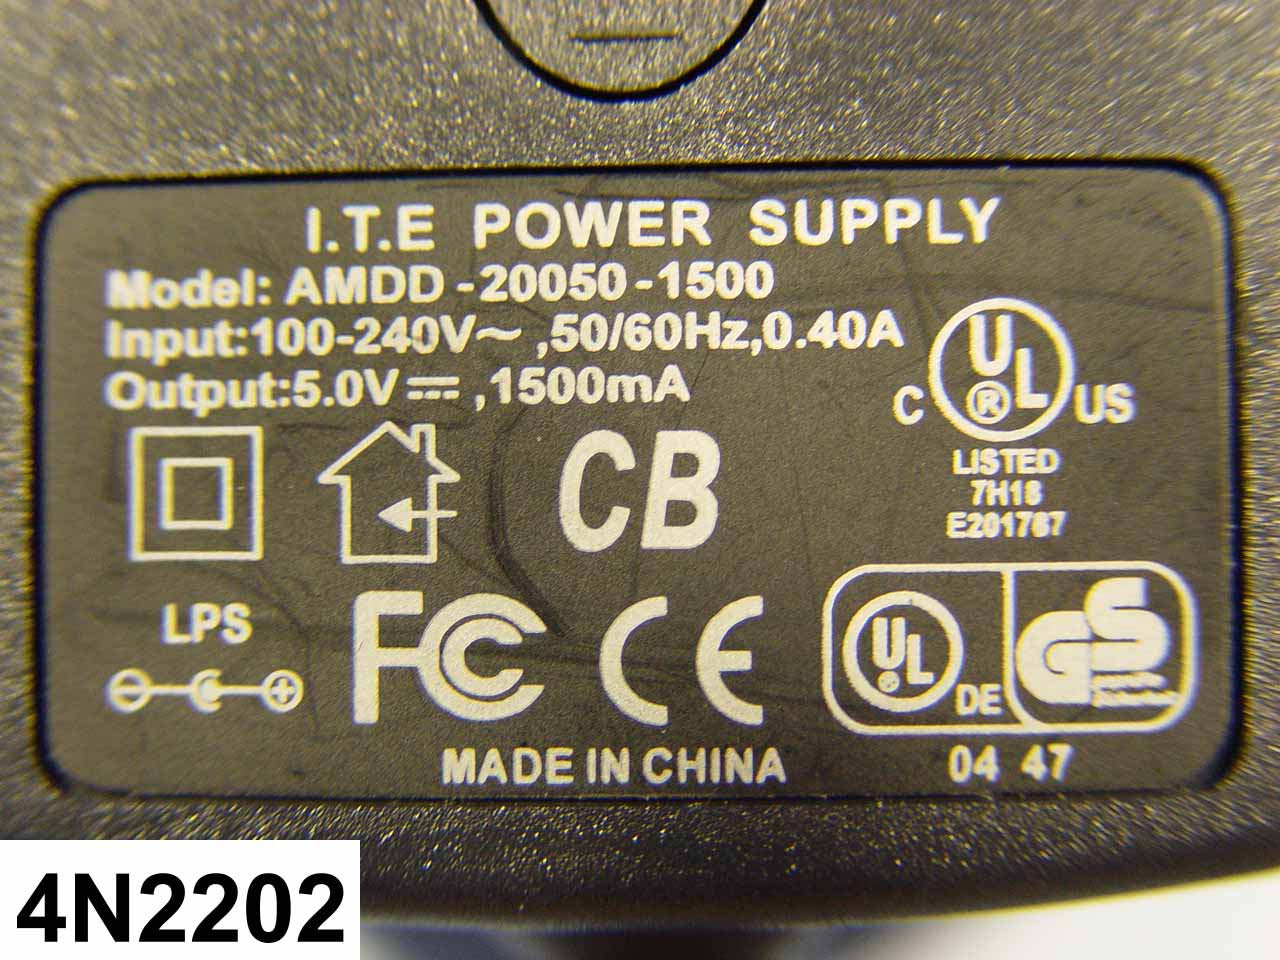 I.T.E POWER SUPPLY
Model: AMDD-20050-1500
Input:100-240V~ ,50/60Hz,0.40A
Output:5.0V⎓ ,1500mA
C UL® US
LISTED
7H18
E201767
CB
LPS
FC CE
UL DE GS
MADE IN CHINA
04 47
4N2202